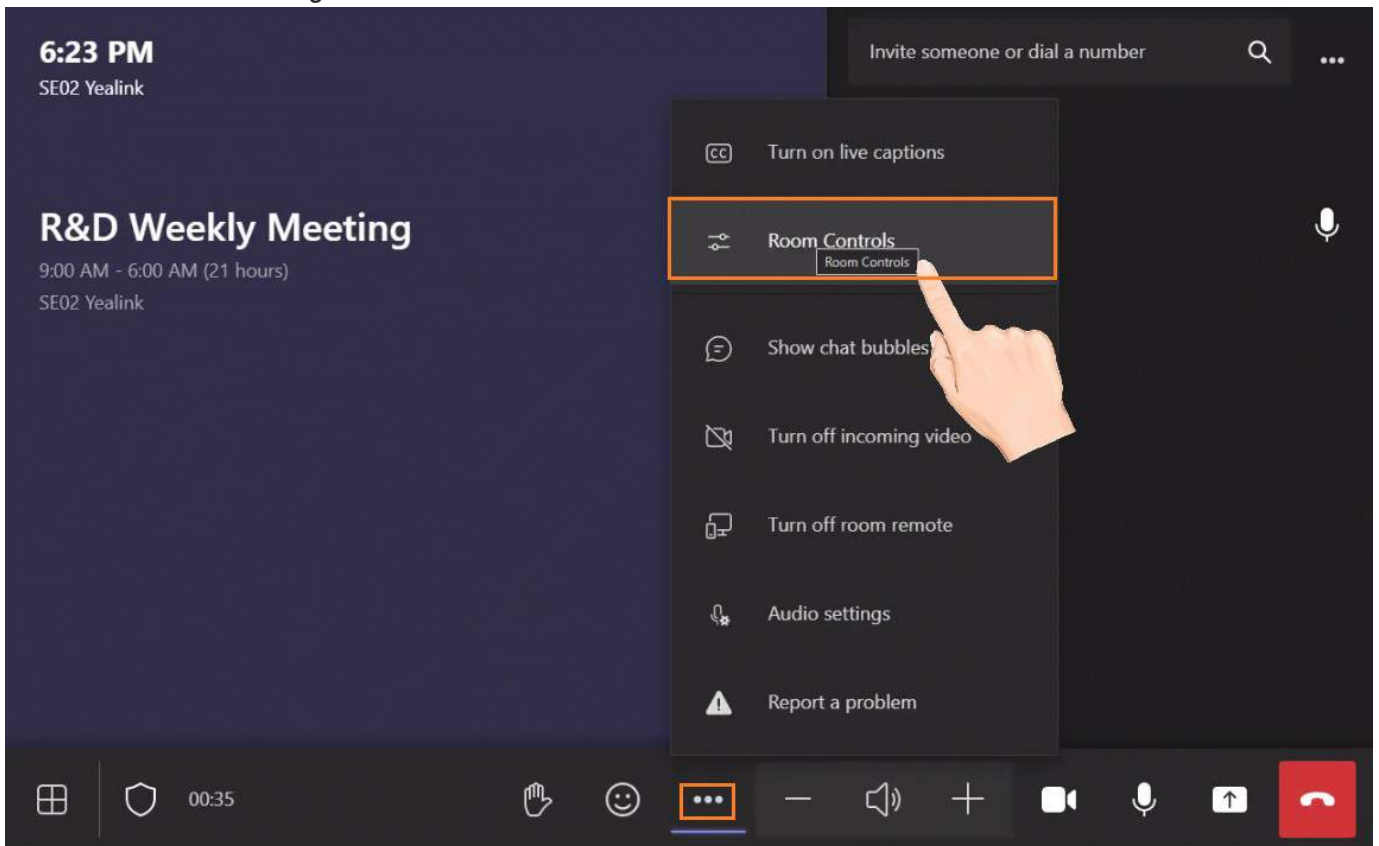 6:23 PM
SE02 Yealink
Invite someone or dial a number
R&D Weekly Meeting
9:00 AM - 6:00 AM (21 hours)
SE02 Yealink
CC Turn on live captions
Room Controls
Room Controls
Show chat bubbles
Turn off incoming video
Turn off room remote
Audio settings
Report a problem
00:35